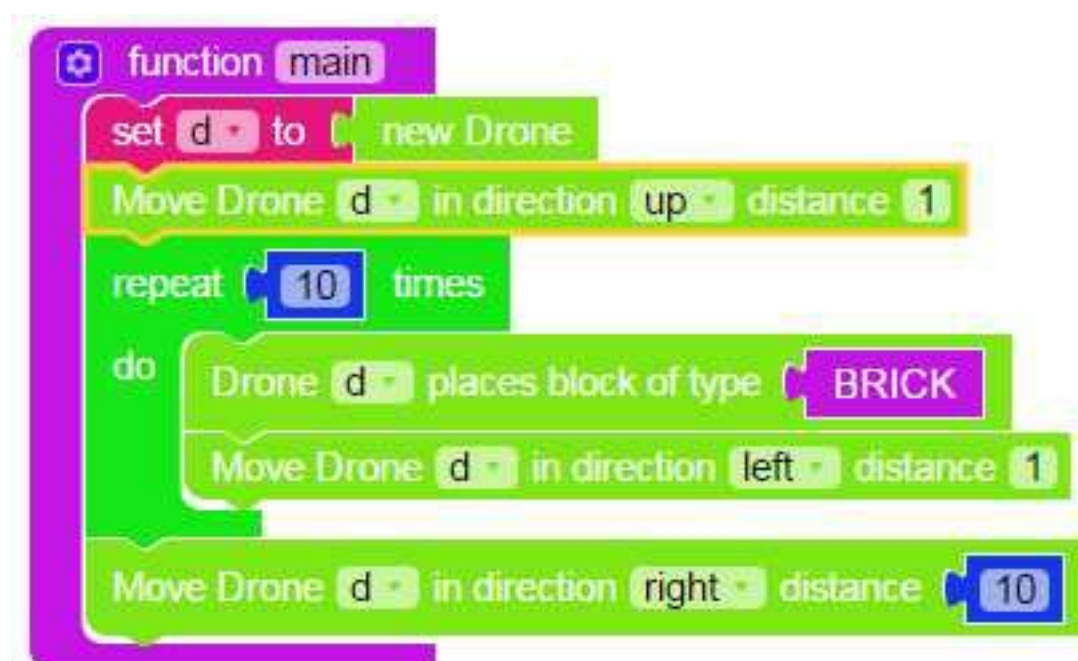 function main
set d to new Drone
Move Drone d in direction up distance 1
repeat 10 times
do
Drone d places block of type BRICK
Move Drone d in direction left distance 1
Move Drone d in direction right distance 10